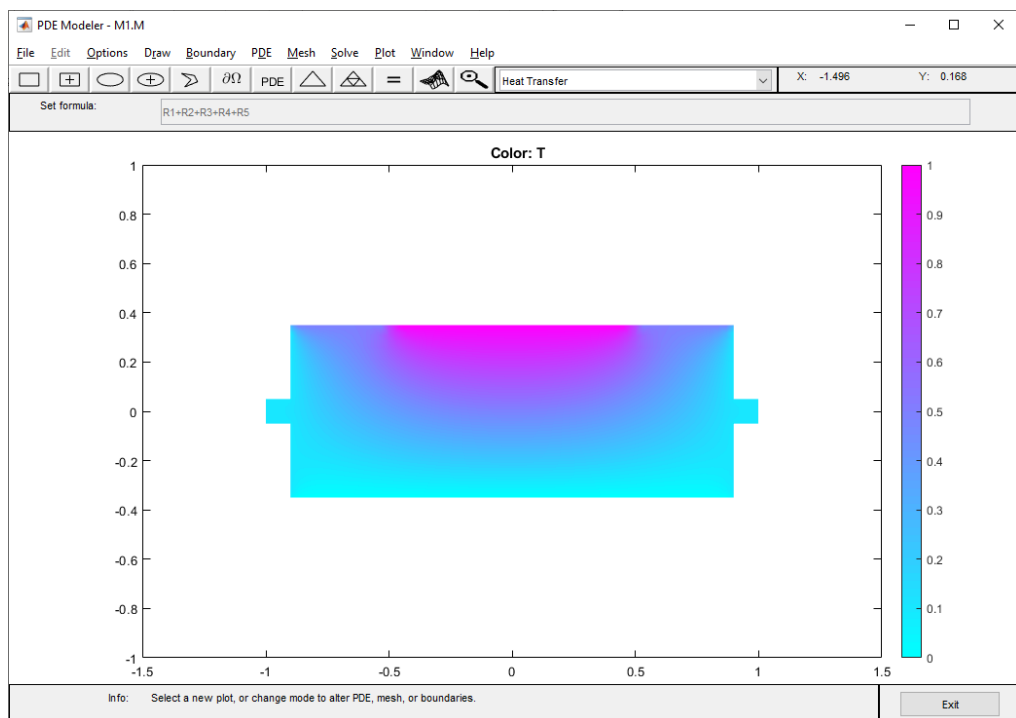 PDE Modeler - M1.M
File Edit Options Draw Boundary PDE Mesh Solve Plot Window Help
∂Ω PDE = Heat Transfer X: -1.496 Y: 0.168
Set formula: R1+R2+R3+R4+R5
Color: T
1
0.8
0.6
0.4
0.2
0
-0.2
-0.4
-0.6
-0.8
-1
-1.5 -1 -0.5 0 0.5 1 1.5
1
0.9
0.8
0.7
0.6
0.5
0.4
0.3
0.2
0.1
0
Info: Select a new plot, or change mode to alter PDE, mesh, or boundaries.
Exit